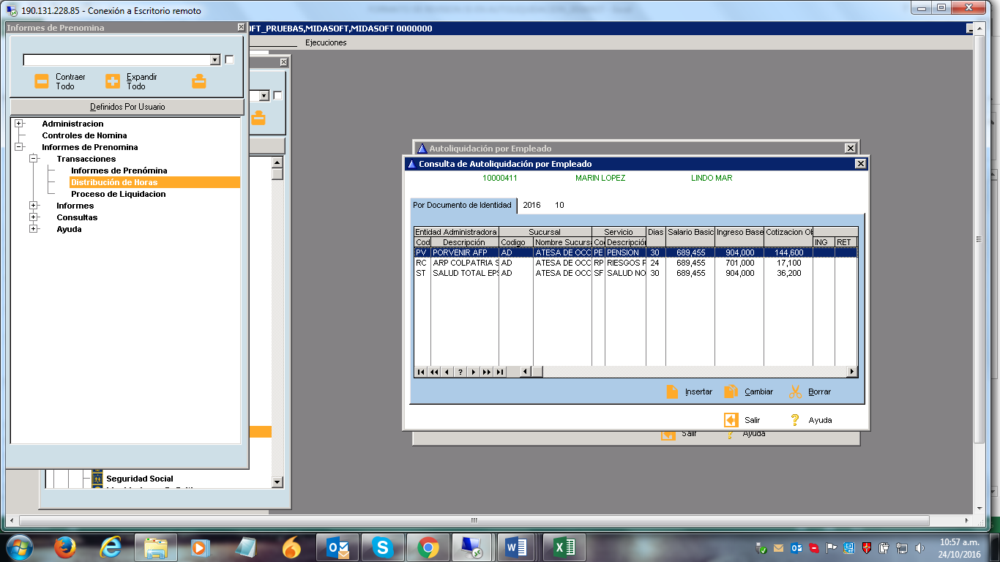 190.131.228.85 - Conexión a Escritorio remoto
Informes de Prenomina
OFT_PRUEBAS,MIDASOFT,MIDASOFT 0000000
Ejecuciones
Contraer Todo
Expandir Todo
Definidos Por Usuario
Administracion
Controles de Nomina
Informes de Prenomina
Transacciones
Informes de Prenómina
Distribución de Horas
Proceso de Liquidacion
Informes
Consultas
Ayuda
Seguridad Social
Autoliquidación por Empleado
Consulta de Autoliquidación por Empleado
10000411 MARIN LOPEZ LINDO MAR
Por Documento de Identidad 2016 10
Entidad Administradora Sucursal Servicio Dias Salario Basic Ingreso Base Cotizacion Ob
Cod Descripción Codigo Nombre Sucursa Co Descripción ING RET
PV PORVENIR AFP AD ATESA DE OCC PE PENSION 30 689,455 904,000 144,600
RC ARP COLPATRIA S AD ATESA DE OCC RP RIESGOS P 24 689,455 701,000 17,100
ST SALUD TOTAL EPS AD ATESA DE OCC SF SALUD NO 30 689,455 904,000 36,200
?
Insertar Cambiar Borrar
Salir Ayuda
Salir Ayuda
10:57 a.m.
24/10/2016